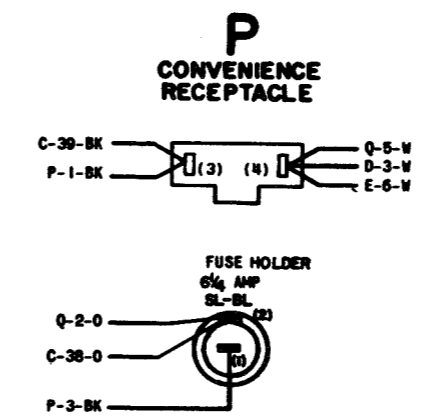 P
CONVENIENCE
RECEPTACLE
C-39-BK
P-1-BK
(3)
(4)
Q-5-W
D-3-W
E-6-W
FUSE HOLDER
6¼ AMP
SL-BL
Q-2-O
C-38-O
P-3-BK
(2)
(1)